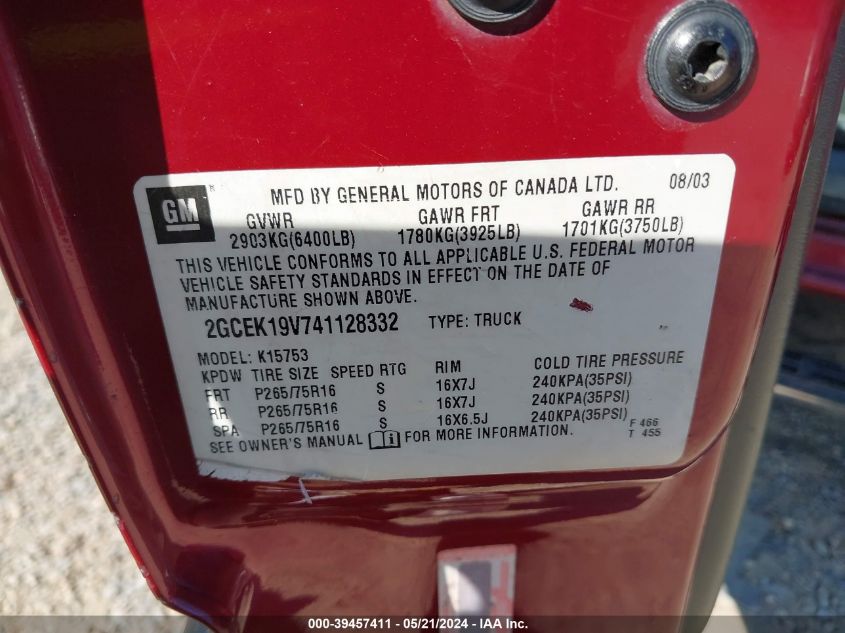 GM
MFD BY GENERAL MOTORS OF CANADA LTD. 08/03
GVWR GAWR FRT GAWR RR
2903KG(6400LB) 1780KG(3925LB) 1701KG(3750LB)
THIS VEHICLE CONFORMS TO ALL APPLICABLE U.S. FEDERAL MOTOR
VEHICLE SAFETY STANDARDS IN EFFECT ON THE DATE OF
MANUFACTURE SHOWN ABOVE.
2GCEK19V741128332 TYPE: TRUCK
MODEL: K15753
KPDW TIRE SIZE SPEED RTG RIM COLD TIRE PRESSURE
FRT P265/75R16 S 16X7J 240KPA(35PSI)
RR P265/75R16 S 16X7J 240KPA(35PSI)
SPA P265/75R16 S 16X6.5J 240KPA(35PSI)
SEE OWNER'S MANUAL i FOR MORE INFORMATION.
F 466
T 455
000-39457411 - 05/21/2024 - IAA Inc.